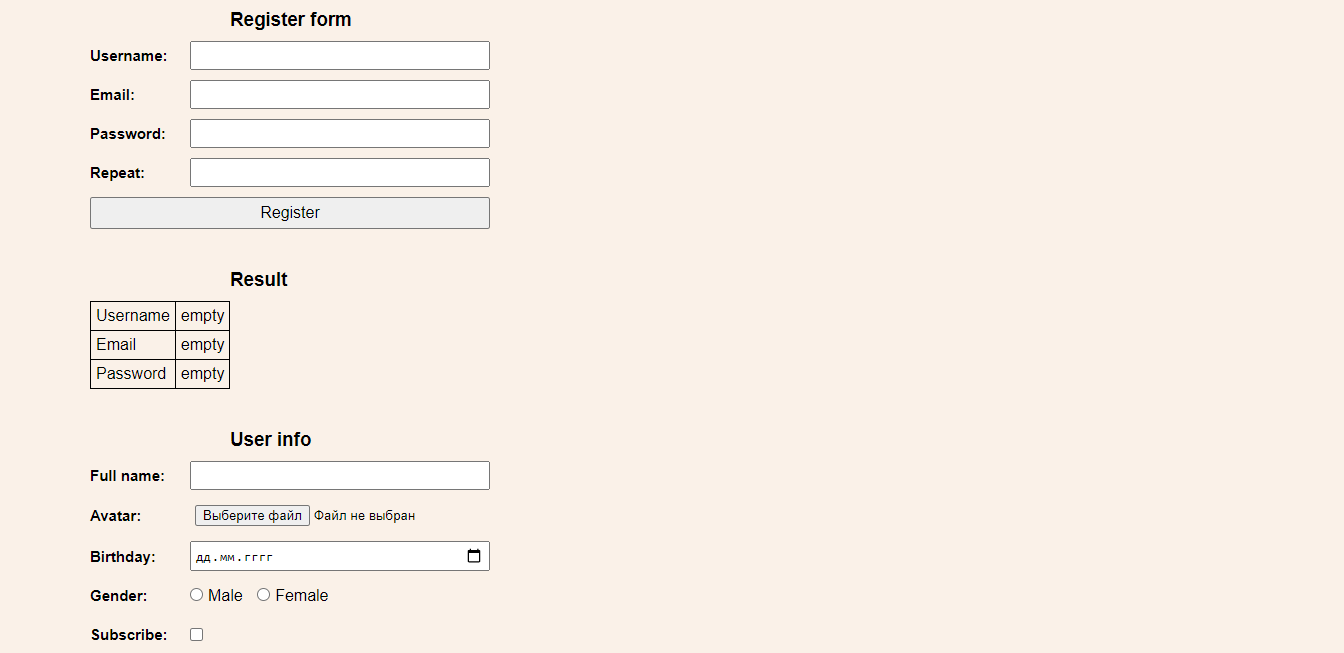 Register form
Username:
Email:
Password:
Repeat:
Register
Result
Username empty
Email empty
Password empty
User info
Full name:
Avatar: Выберите файл Файл не выбран
Birthday: дд.мм.гггг
Gender: Male Female
Subscribe: